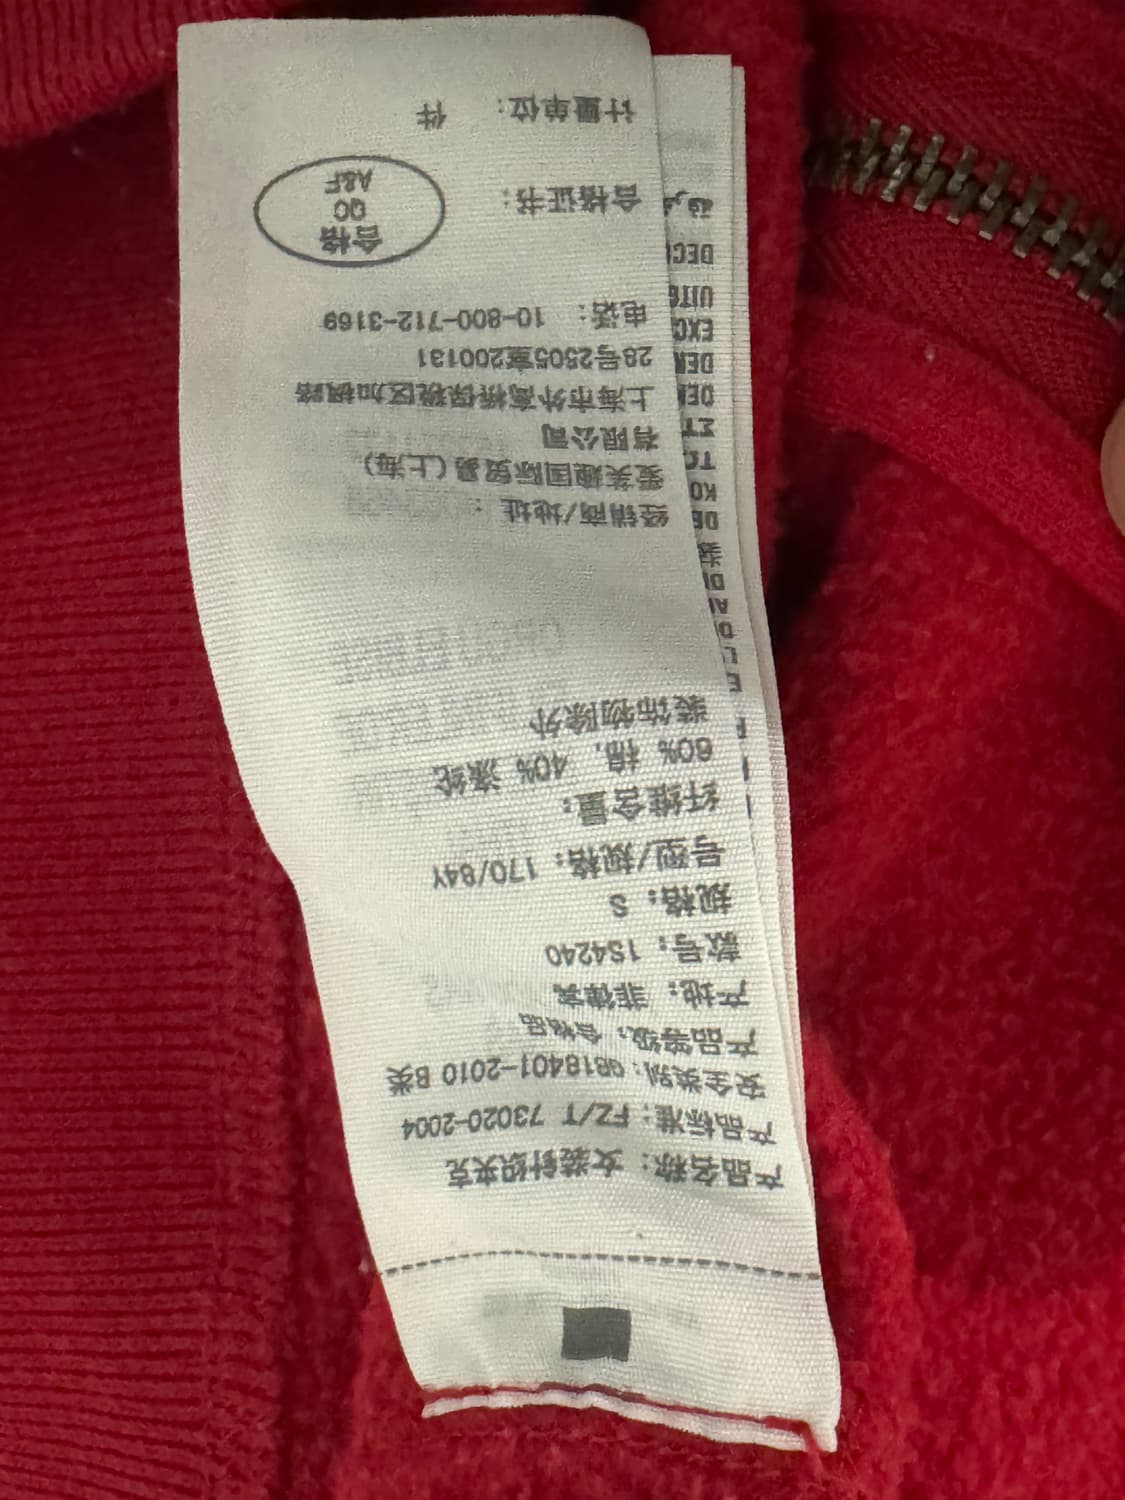 产品名称: 女装針织夹克
产品标准: FZ/T 73020-2004
安全类别: GB18401-2010 B类
产品等级: 合格品
产地: 菲律宾
款号: 1S4240
规格: S
号型/规格: 170/84Y
纤维含量:
60% 棉, 40% 涤纶
装饰物除外
经销商/地址:
爱芙趣国际贸易(上海)
有限公司
上海市外高桥保税区加枫路
28号2505室200131
电话: 10-800-712-3169
合格证书:
合格
QC
A&F
计量单位: 件